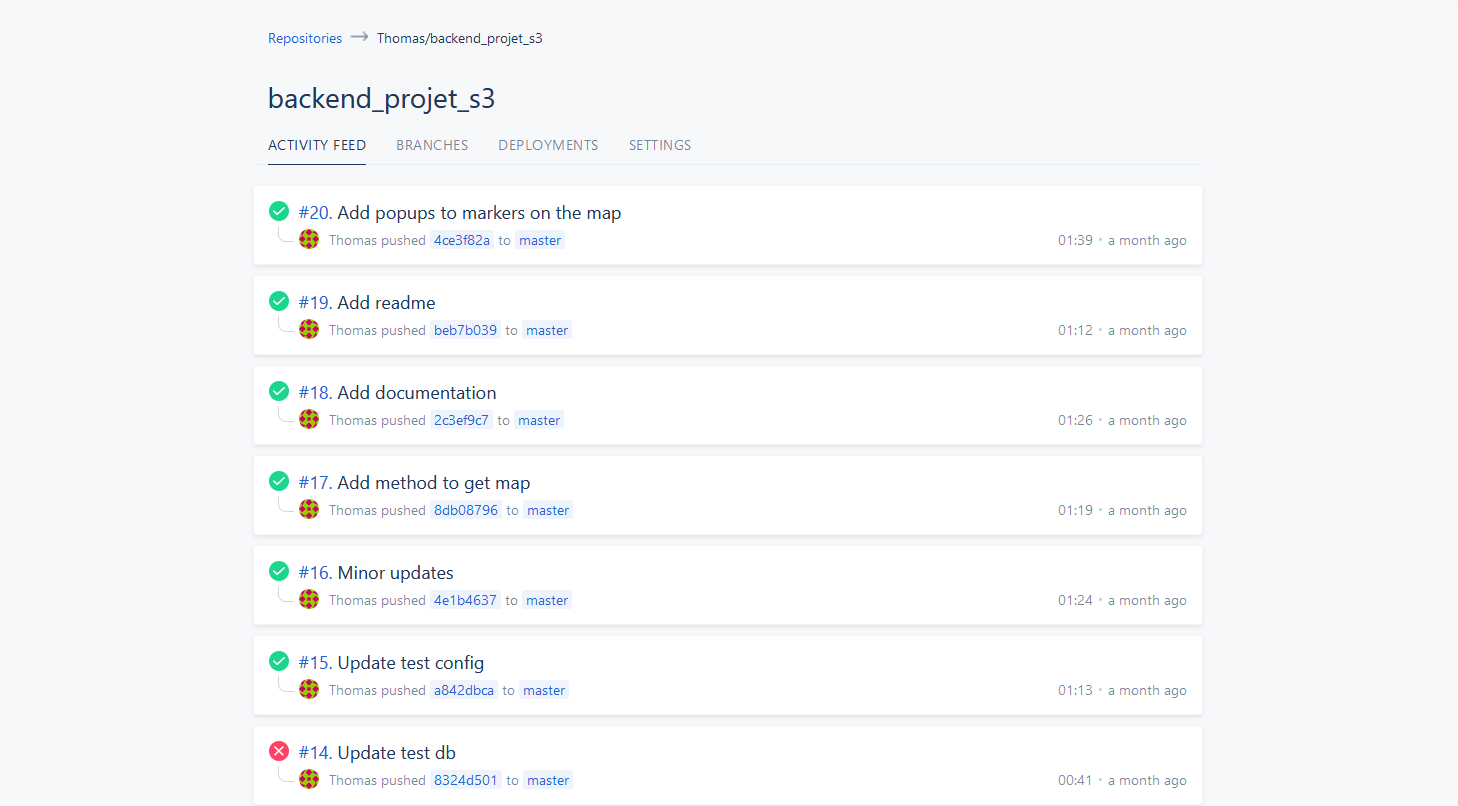 Repositories → Thomas/backend_projet_s3
backend_projet_s3
ACTIVITY FEED BRANCHES DEPLOYMENTS SETTINGS
#20. Add popups to markers on the map
Thomas pushed 4ce3f82a to master 01:39 • a month ago
#19. Add readme
Thomas pushed beb7b039 to master 01:12 • a month ago
#18. Add documentation
Thomas pushed 2c3ef9c7 to master 01:26 • a month ago
#17. Add method to get map
Thomas pushed 8db08796 to master 01:19 • a month ago
#16. Minor updates
Thomas pushed 4e1b4637 to master 01:24 • a month ago
#15. Update test config
Thomas pushed a842dbca to master 01:13 • a month ago
#14. Update test db
Thomas pushed 8324d501 to master 00:41 • a month ago